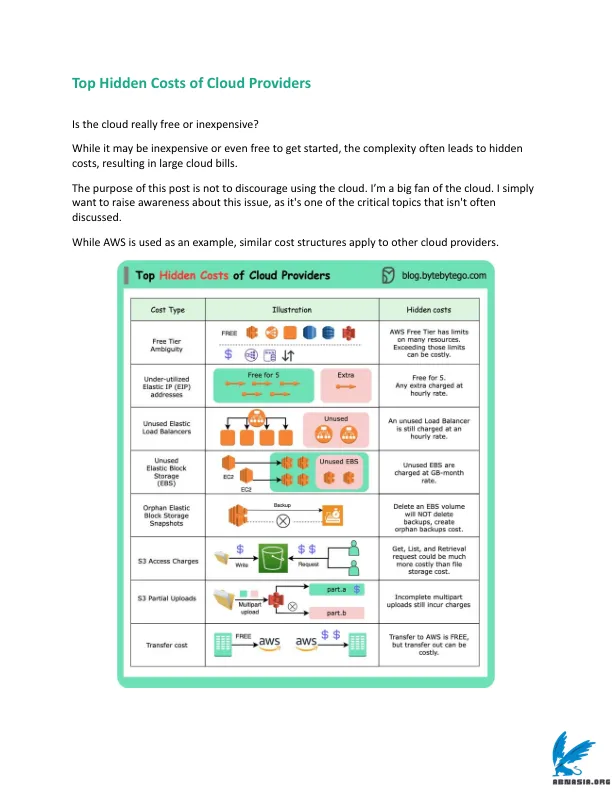 Top Hidden Costs of Cloud Providers
Is the cloud really free or inexpensive?
While it may be inexpensive or even free to get started, the complexity often leads to hidden
costs, resulting in large cloud bills.
The purpose of this post is not to discourage using the cloud. I'm a big fan of the cloud. I simply
want to raise awareness about this issue, as it's one of the critical topics that isn't often
discussed.
While AWS is used as an example, similar cost structures apply to other cloud providers.
Top Hidden Costs of Cloud Providers
blog.bytebytego.com
Cost Type
Illustration
Hidden costs
Free Tier
Ambiguity
FREE
$
AWS Free Tier has limits
on many resources.
Exceeding those limits
can be costly.
Under-utilized
Elastic IP (EIP)
addresses
Free for 5
Extra
Free for 5.
Any extra charged at
hourly rate.
Unused Elastic
Load Balancers
Unused
An unused Load Balancer
is still charged at an
hourly rate.
Unused
Elastic Block
Storage
(EBS)
EC2
EC2
Unused EBS
Unused EBS are
charged at GB-month
rate.
Orphan Elastic
Block Storage
Snapshots
Backup
Delete an EBS volume
will NOT delete
backups, create
orphan backups cost.
S3 Access Charges
$
Write
$ $
Request
Get, List, and Retrieval
request could be much
more costly than file
storage cost.
S3 Partial Uploads
Multipart
upload
part.a
$
part.b
Incomplete multipart
uploads still incur charges
Transfer cost
FREE
aws
aws
$ $
Transfer to AWS is FREE,
but transfer out can be
costly.
ABNASIA.ORG